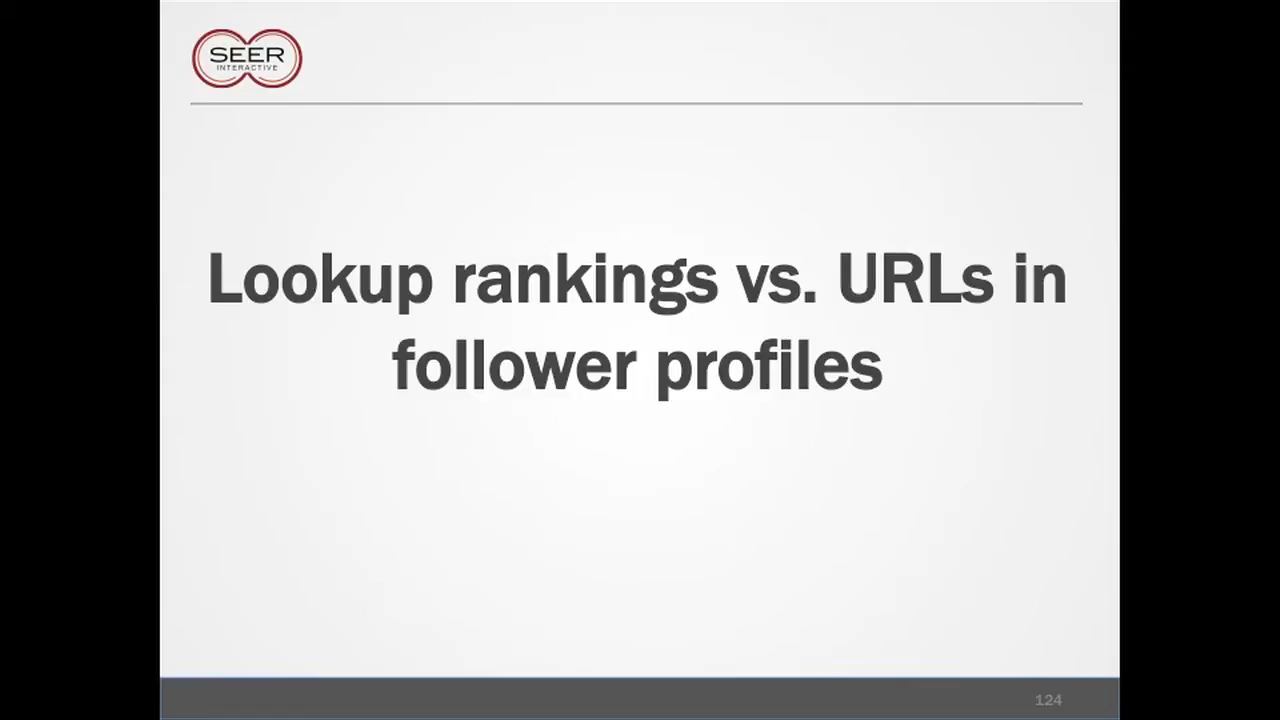 SEER
INTERACTIVE
Lookup rankings vs. URLs in
follower profiles
124